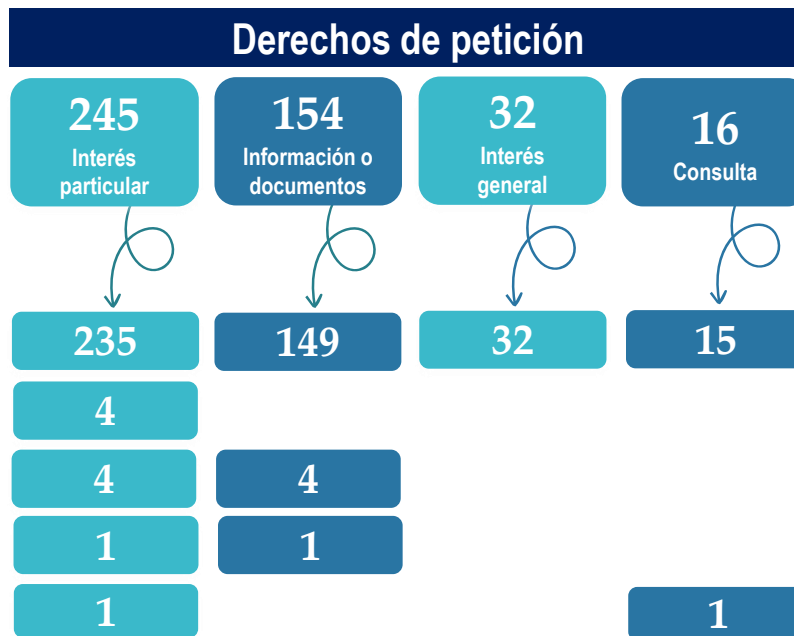 Derechos de petición
245
Interés
particular
154
Información o
documentos
32
Interés
general
16
Consulta
235 149 32 15
4
4 4
1 1
1 1